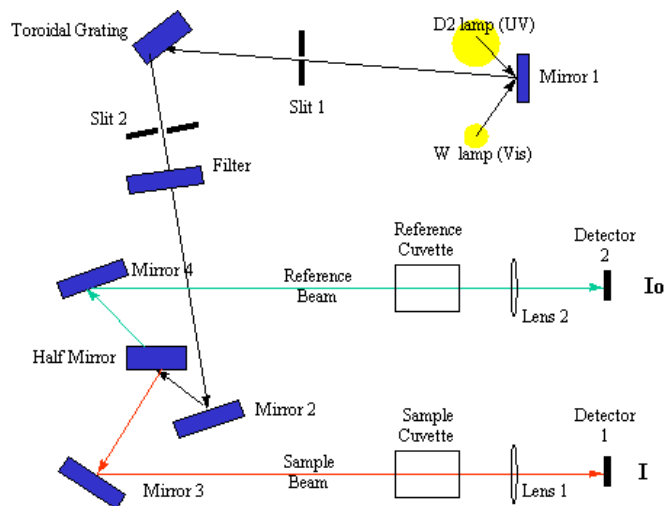 Toroidal Grating
D2 lamp (UV)
Mirror 1
Slit 1
Slit 2
W lamp (Vis)
Filter
Reference
Cuvette
Detector
2
Mirror 4
Reference
Beam
Io
Lens 2
Half Mirror
Mirror 2
Sample
Cuvette
Detector
1
Sample
Beam
I
Mirror 3
Lens 1